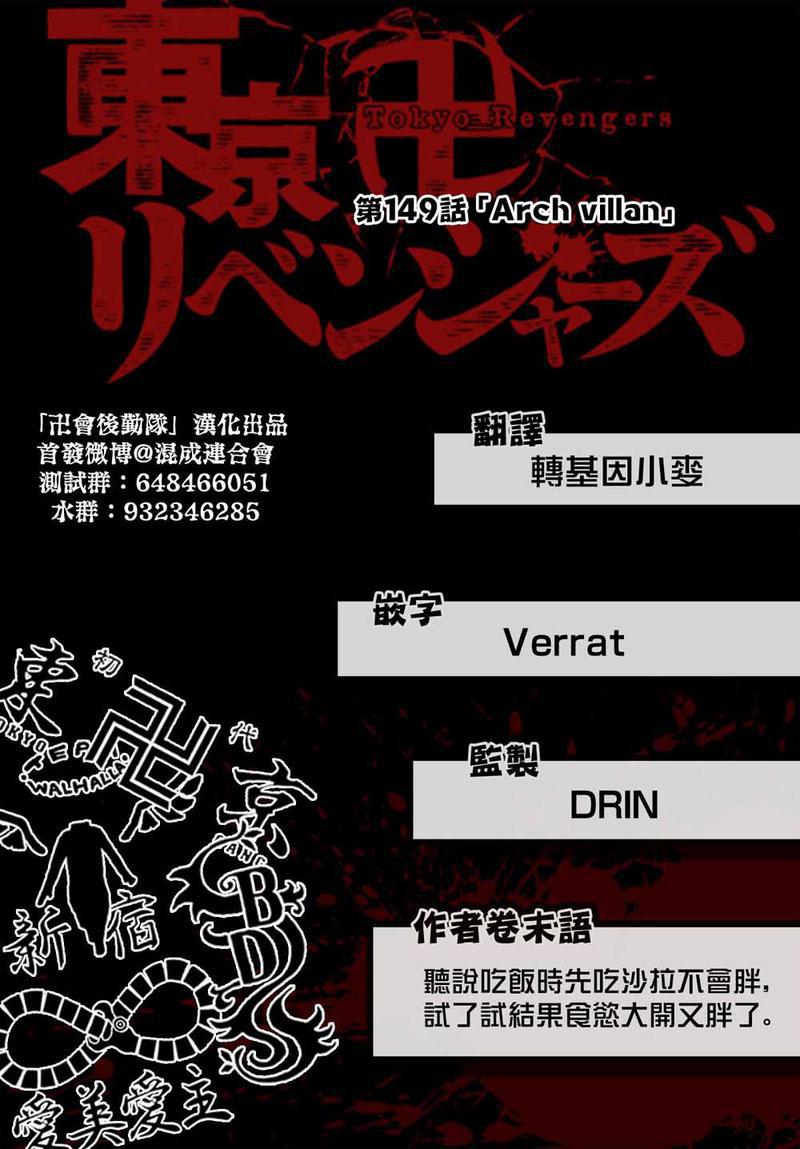 東京卍
Tokyo Revengers
第149話「Arch villan」
リベンジャーズ
「卍會後勤隊」漢化出品
首發微博@混成連合會
測試群：648466051
水群：932346285
翻譯
轉基因小麥
嵌字
Verrat
監製
DRIN
作者卷末語
聽說吃飯時先吃沙拉不會胖，
試了試結果食慾大開又胖了。
東 初 卍 代
WALHALLA
京
BD
新宿
愛美愛主